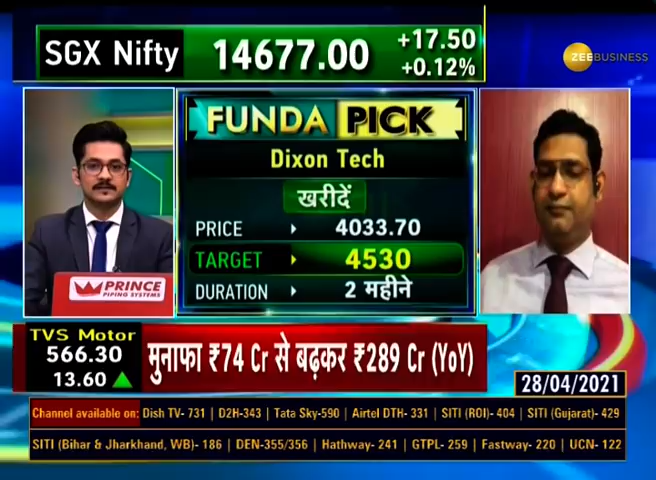 SGX Nifty 14677.00 +17.50 +0.12%
ZEE BUSINESS
FUNDA PICK
Dixon Tech
खरीदें
PRICE 4033.70
TARGET 4530
DURATION 2 महीने
PRINCE
PIPING SYSTEMS
TVS Motor
566.30
13.60
मुनाफा ₹74 Cr से बढ़कर ₹289 Cr (YoY)
28/04/2021
Channel available on: Dish TV- 731 | D2H-343 | Tata Sky-590 | Airtel DTH- 331 | SITI (ROI)- 404 | SITI (Gujarat)- 429
SITI (Bihar & Jharkhand, WB)- 186 | DEN-355/356 | Hathway- 241 | GTPL- 259 | Fastway- 220 | UCN- 122